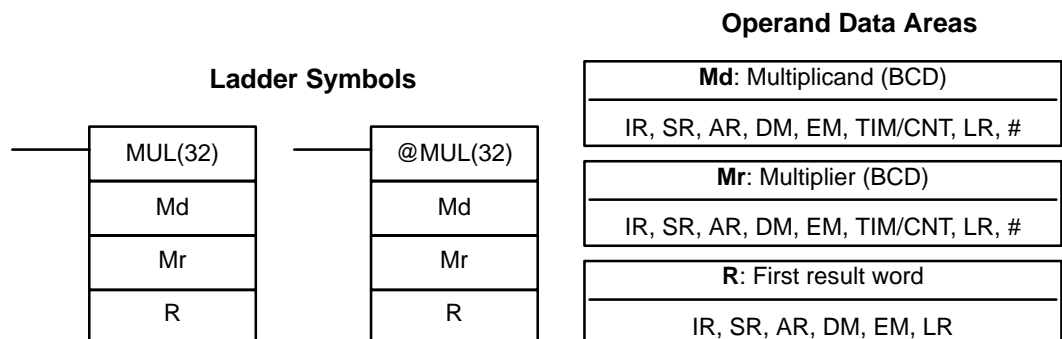 Operand Data Areas
Ladder Symbols
MUL(32)
Md
Mr
R
@MUL(32)
Md
Mr
R
Md: Multiplicand (BCD)
IR, SR, AR, DM, EM, TIM/CNT, LR, #
Mr: Multiplier (BCD)
IR, SR, AR, DM, EM, TIM/CNT, LR, #
R: First result word
IR, SR, AR, DM, EM, LR